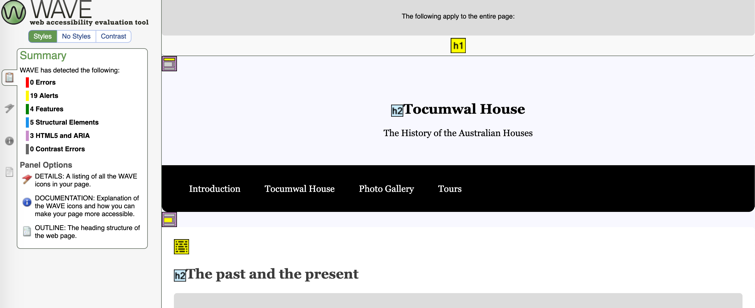 WAVE
web accessibility evaluation tool
Styles No Styles Contrast
Summary
WAVE has detected the following:
0 Errors
19 Alerts
4 Features
5 Structural Elements
3 HTML5 and ARIA
0 Contrast Errors
Panel Options
DETAILS: A listing of all the WAVE
icons in your page.
DOCUMENTATION: Explanation of
the WAVE icons and how you can
make your page more accessible.
OUTLINE: The heading structure of
the web page.
The following apply to the entire page:
h1
h2 Tocumwal House
The History of the Australian Houses
Introduction Tocumwal House Photo Gallery Tours
h2 The past and the present